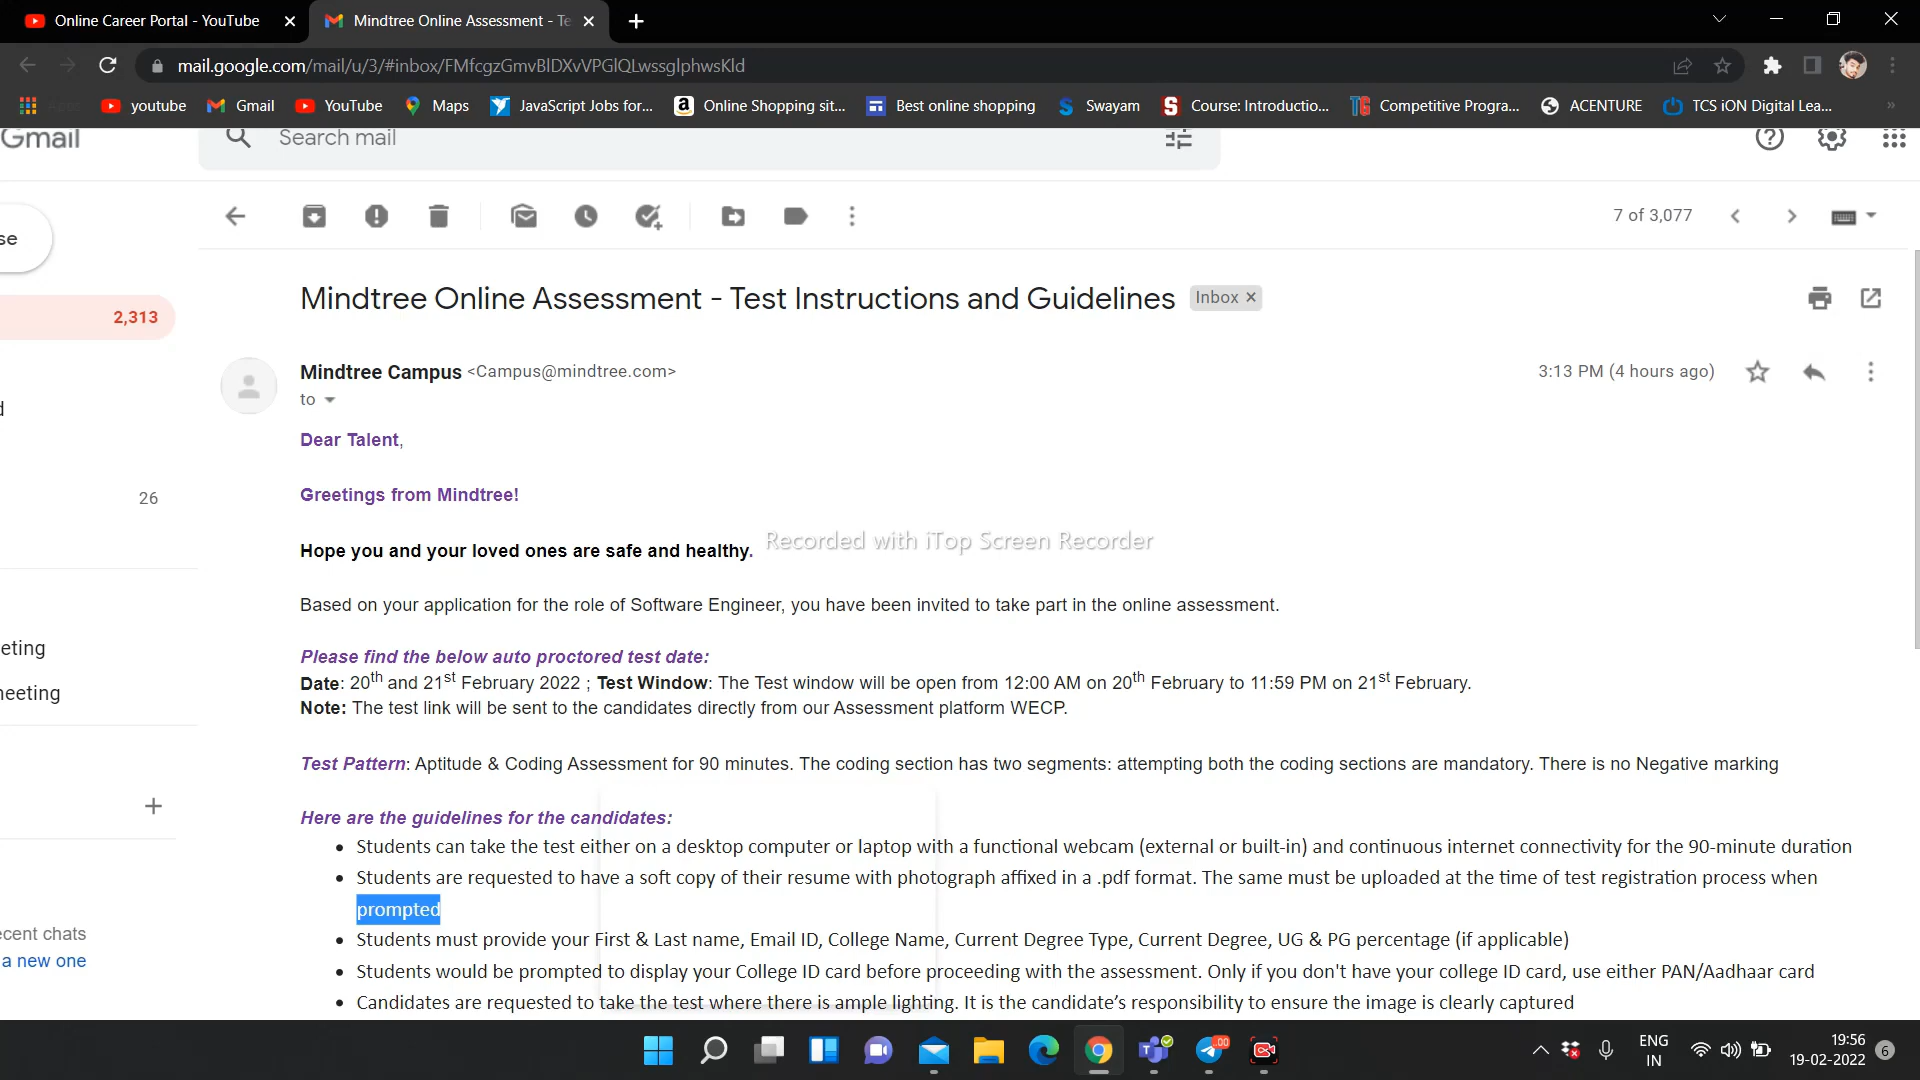 Online Career Portal - YouTube
Mindtree Online Assessment - Te
mail.google.com/mail/u/3/#inbox/FMfcgzGmvBlDXvVPGlQLwssglphwsKld
Apps youtube Gmail YouTube Maps JavaScript Jobs for... Online Shopping sit... Best online shopping Swayam Course: Introductio... Competitive Progra... ACENTURE TCS iON Digital Lea... »
Gmail
Search mail
se
7 of 3,077
Mindtree Online Assessment - Test Instructions and Guidelines Inbox ×
2,313
Mindtree Campus <Campus@mindtree.com>
3:13 PM (4 hours ago)
to
d
Dear Talent,
Greetings from Mindtree!
26
Recorded with iTop Screen Recorder
Hope you and your loved ones are safe and healthy.
Based on your application for the role of Software Engineer, you have been invited to take part in the online assessment.
eting
Please find the below auto proctored test date:
Date: 20th and 21st February 2022 ; Test Window: The Test window will be open from 12:00 AM on 20th February to 11:59 PM on 21st February.
neeting
Note: The test link will be sent to the candidates directly from our Assessment platform WECP.
Test Pattern: Aptitude & Coding Assessment for 90 minutes. The coding section has two segments: attempting both the coding sections are mandatory. There is no Negative marking
Here are the guidelines for the candidates:
• Students can take the test either on a desktop computer or laptop with a functional webcam (external or built-in) and continuous internet connectivity for the 90-minute duration
• Students are requested to have a soft copy of their resume with photograph affixed in a .pdf format. The same must be uploaded at the time of test registration process when
prompted
• Students must provide your First & Last name, Email ID, College Name, Current Degree Type, Current Degree, UG & PG percentage (if applicable)
ecent chats
a new one
• Students would be prompted to display your College ID card before proceeding with the assessment. Only if you don't have your college ID card, use either PAN/Aadhaar card
• Candidates are requested to take the test where there is ample lighting. It is the candidate’s responsibility to ensure the image is clearly captured
.00
ENG
IN
19:56
19-02-2022
6